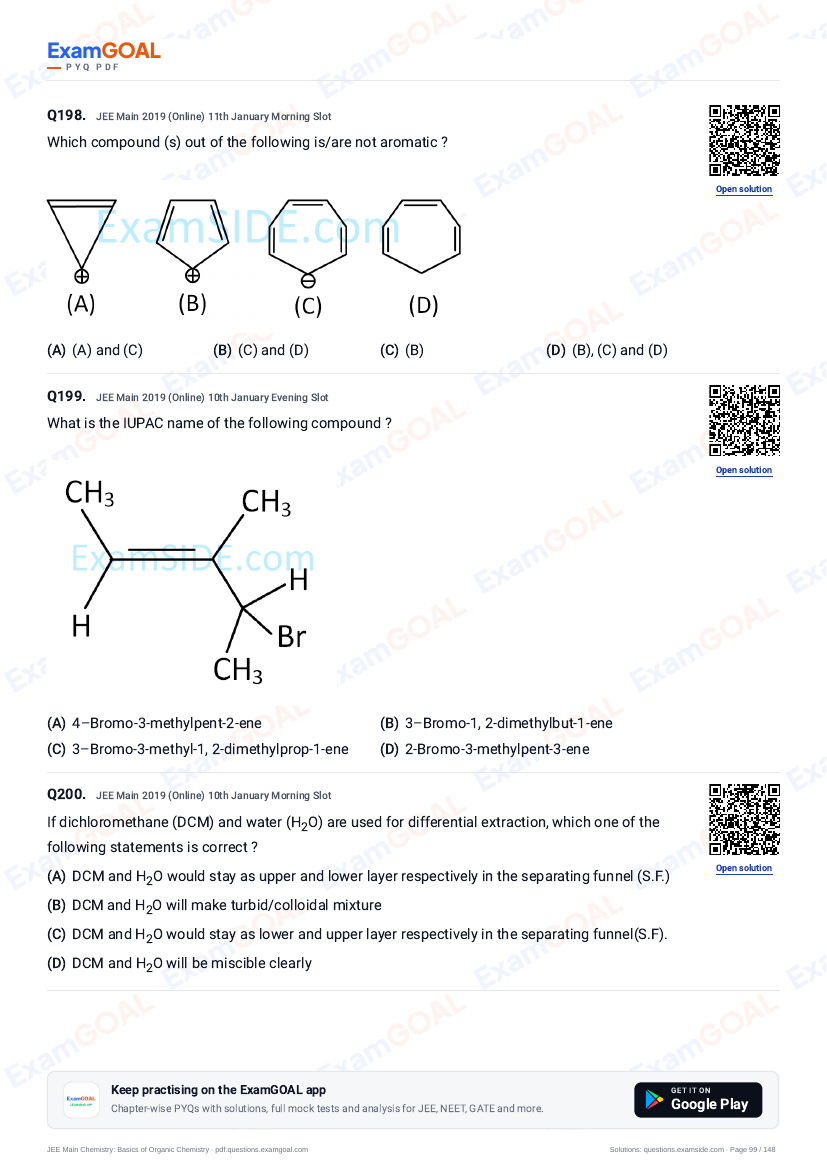 ExamGOAL
PYQ PDF
Q198. JEE Main 2019 (Online) 11th January Morning Slot
Which compound (s) out of the following is/are not aromatic ?
Open solution
ExamSIDE.com
⊕ ⊕ ⊖
(A) (B) (C) (D)
(A) (A) and (C) (B) (C) and (D) (C) (B) (D) (B), (C) and (D)
Q199. JEE Main 2019 (Online) 10th January Evening Slot
What is the IUPAC name of the following compound ?
Open solution
CH3 CH3
ExamSIDE.com
H
H Br
CH3
(A) 4−Bromo-3-methylpent-2-ene (B) 3−Bromo-1, 2-dimethylbut-1-ene
(C) 3−Bromo-3-methyl-1, 2-dimethylprop-1-ene (D) 2-Bromo-3-methylpent-3-ene
Q200. JEE Main 2019 (Online) 10th January Morning Slot
If dichloromethane (DCM) and water (H2O) are used for differential extraction, which one of the
following statements is correct ?
Open solution
(A) DCM and H2O would stay as upper and lower layer respectively in the separating funnel (S.F.)
(B) DCM and H2O will make turbid/colloidal mixture
(C) DCM and H2O would stay as lower and upper layer respectively in the separating funnel(S.F).
(D) DCM and H2O will be miscible clearly
ExamGOAL
Keep practising on the ExamGOAL app
Chapter-wise PYQs with solutions, full mock tests and analysis for JEE, NEET, GATE and more.
GET IT ON
Google Play
JEE Main Chemistry: Basics of Organic Chemistry · pdf.questions.examgoal.com Solutions: questions.examside.com · Page 99 / 148